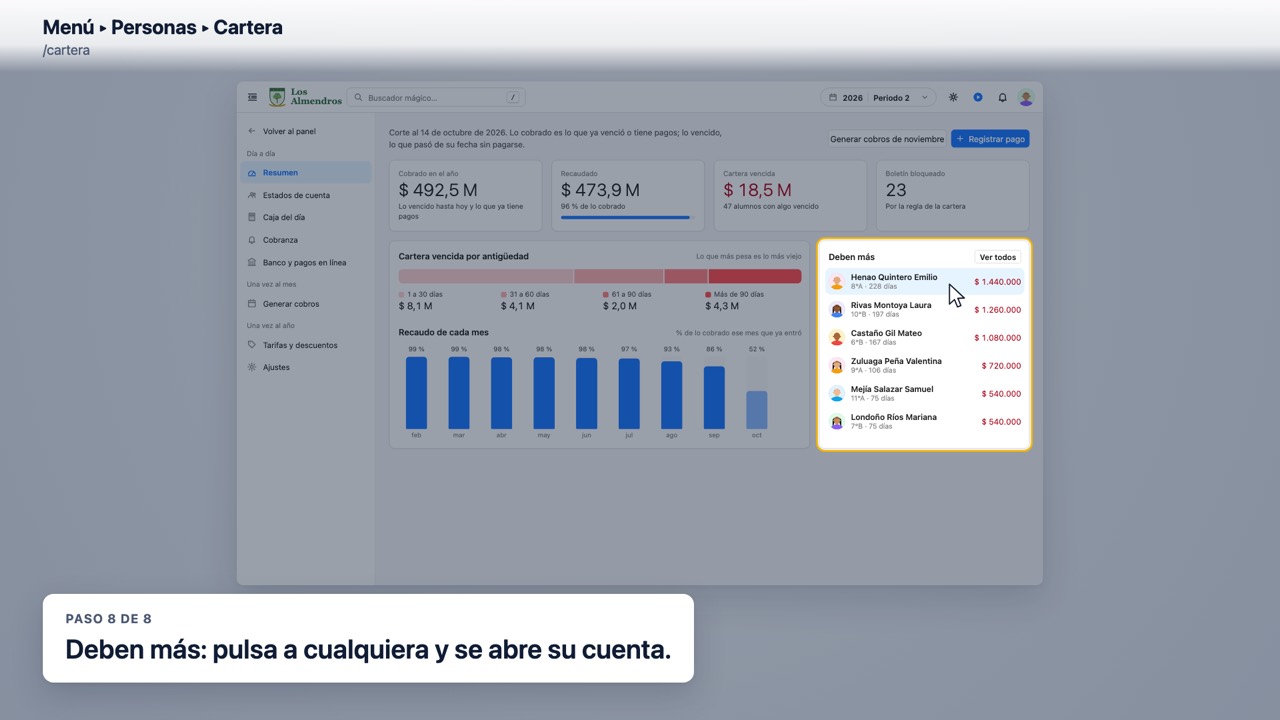 Menú ▸ Personas ▸ Cartera
/cartera
Los
Almendros
Buscador mágico...
/
2026
Periodo 2
Volver al panel
Día a día
Resumen
Estados de cuenta
Caja del día
Cobranza
Banco y pagos en línea
Una vez al mes
Generar cobros
Una vez al año
Tarifas y descuentos
Ajustes
Corte al 14 de octubre de 2026. Lo cobrado es lo que ya venció o tiene pagos; lo vencido,
lo que pasó de su fecha sin pagarse.
Generar cobros de noviembre
+ Registrar pago
Cobrado en el año
$ 492,5 M
Lo vencido hasta hoy y lo que ya tiene
pagos
Recaudado
$ 473,9 M
96 % de lo cobrado
Cartera vencida
$ 18,5 M
47 alumnos con algo vencido
Boletín bloqueado
23
Por la regla de la cartera
Cartera vencida por antigüedad
Lo que más pesa es lo más viejo
1 a 30 días
$ 8,1 M
31 a 60 días
$ 4,1 M
61 a 90 días
$ 2,0 M
Más de 90 días
$ 4,3 M
Recaudo de cada mes
% de lo cobrado ese mes que ya entró
99 % 99 % 98 % 98 % 98 % 97 % 93 % 86 % 52 %
feb mar abr may jun jul ago sep oct
Deben más
Ver todos
Henao Quintero Emilio
8°A · 228 días
$ 1.440.000
Rivas Montoya Laura
10°B · 197 días
$ 1.260.000
Castaño Gil Mateo
6°B · 167 días
$ 1.080.000
Zuluaga Peña Valentina
9°A · 106 días
$ 720.000
Mejía Salazar Samuel
11°A · 75 días
$ 540.000
Londoño Ríos Mariana
7°B · 75 días
$ 540.000
PASO 8 DE 8
Deben más: pulsa a cualquiera y se abre su cuenta.